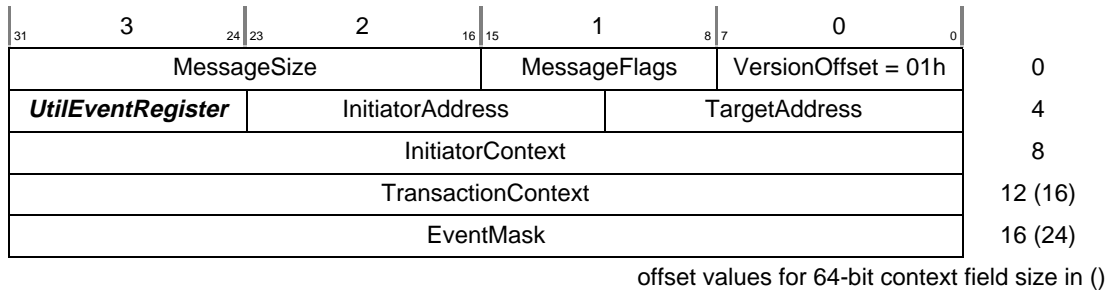 3 2 1 0
31 24 23 16 15 8 7 0
MessageSize MessageFlags VersionOffset = 01h 0
UtilEventRegister InitiatorAddress TargetAddress 4
InitiatorContext 8
TransactionContext 12 (16)
EventMask 16 (24)
offset values for 64-bit context field size in ()